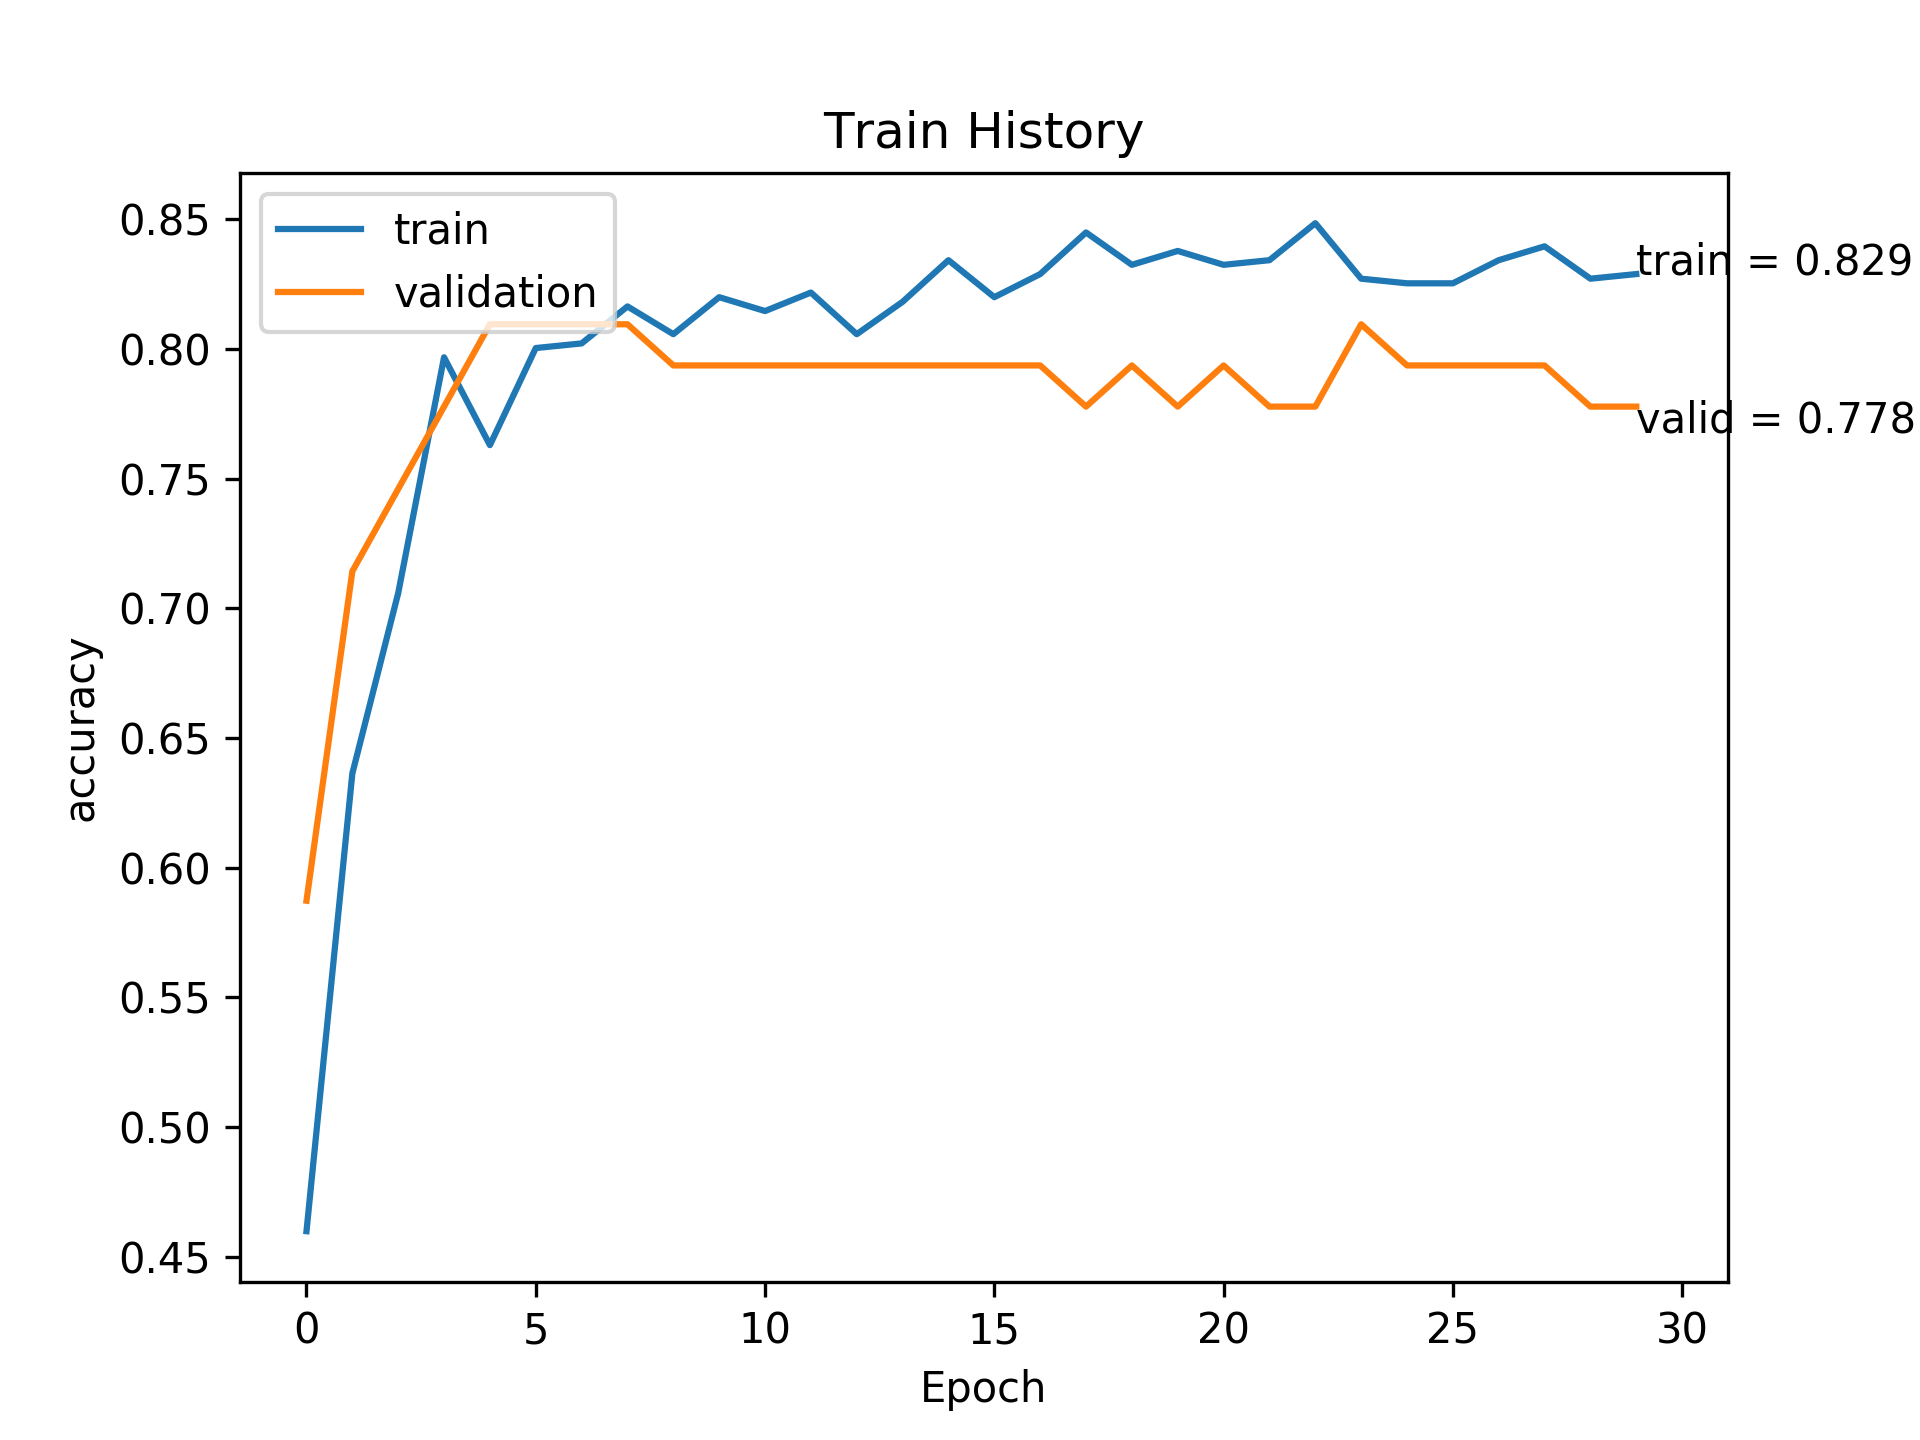 Train History
train
validation
train = 0.829
valid = 0.778
0.85
0.80
0.75
0.70
0.65
0.60
0.55
0.50
0.45
accuracy
0 5 10 15 20 25 30
Epoch